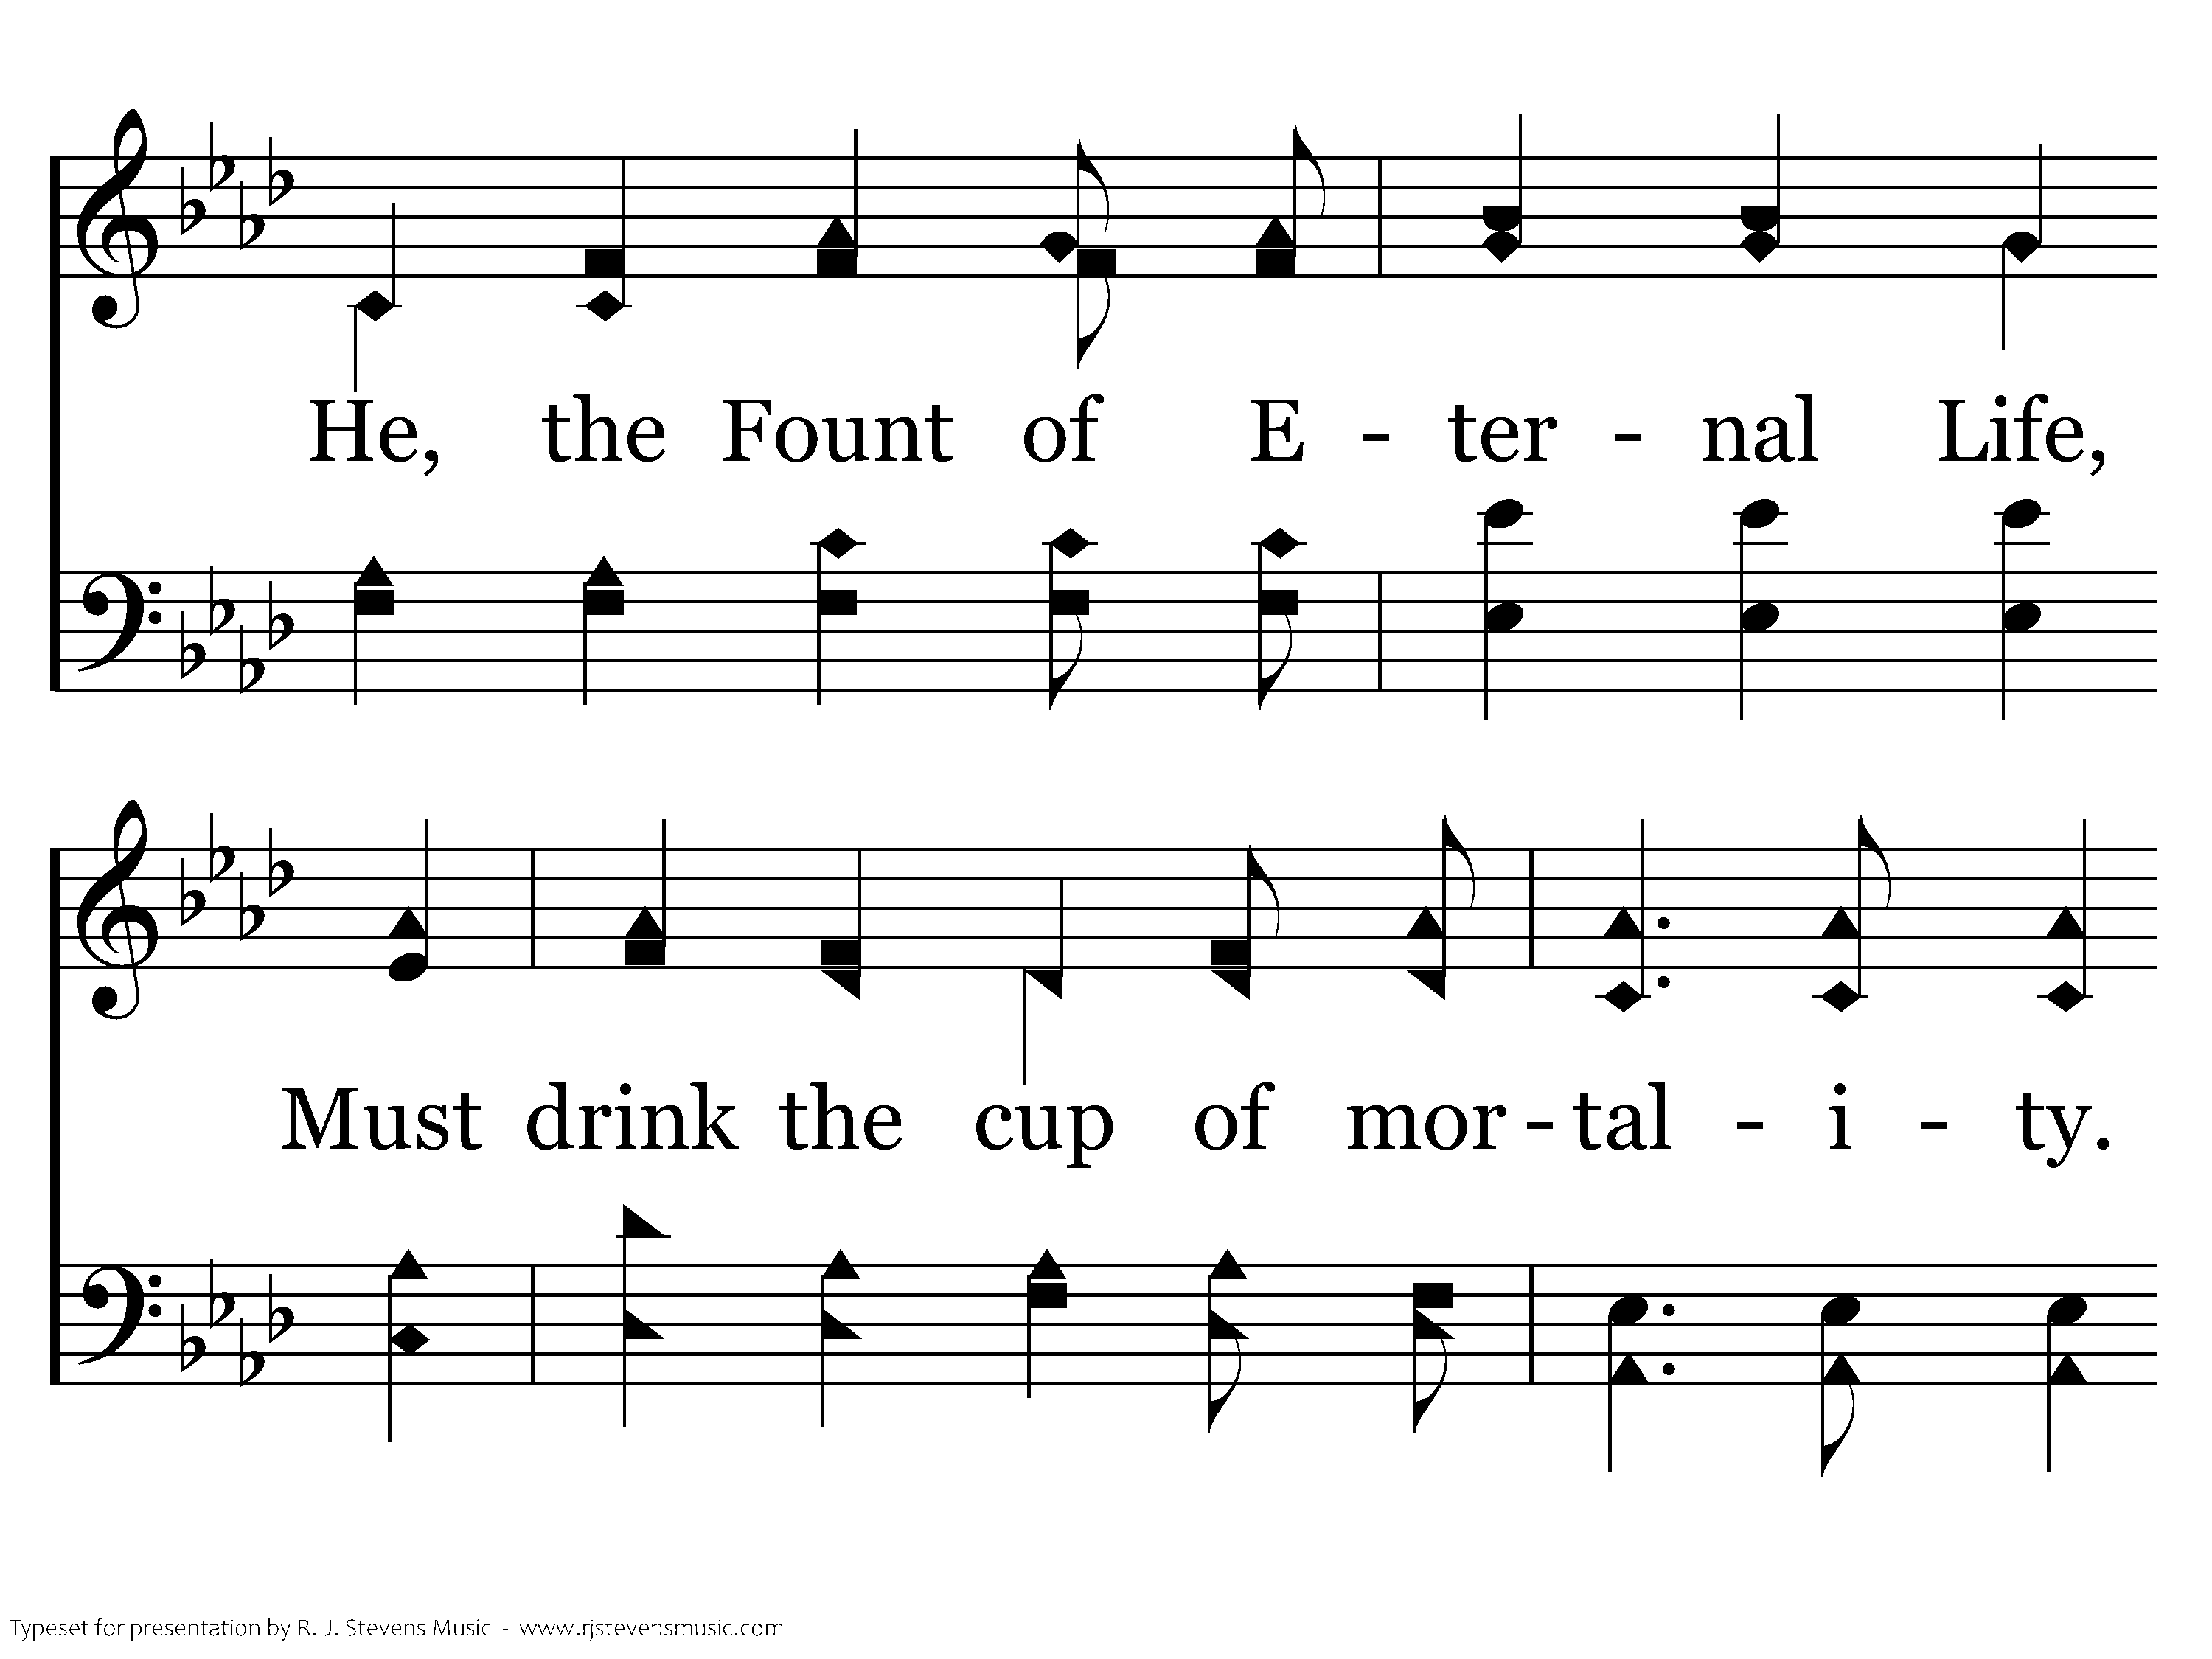 He, the Fount of E - ter - nal Life,
Must drink the cup of mor - tal - i - ty.
Typeset for presentation by R. J. Stevens Music - www.rjstevensmusic.com